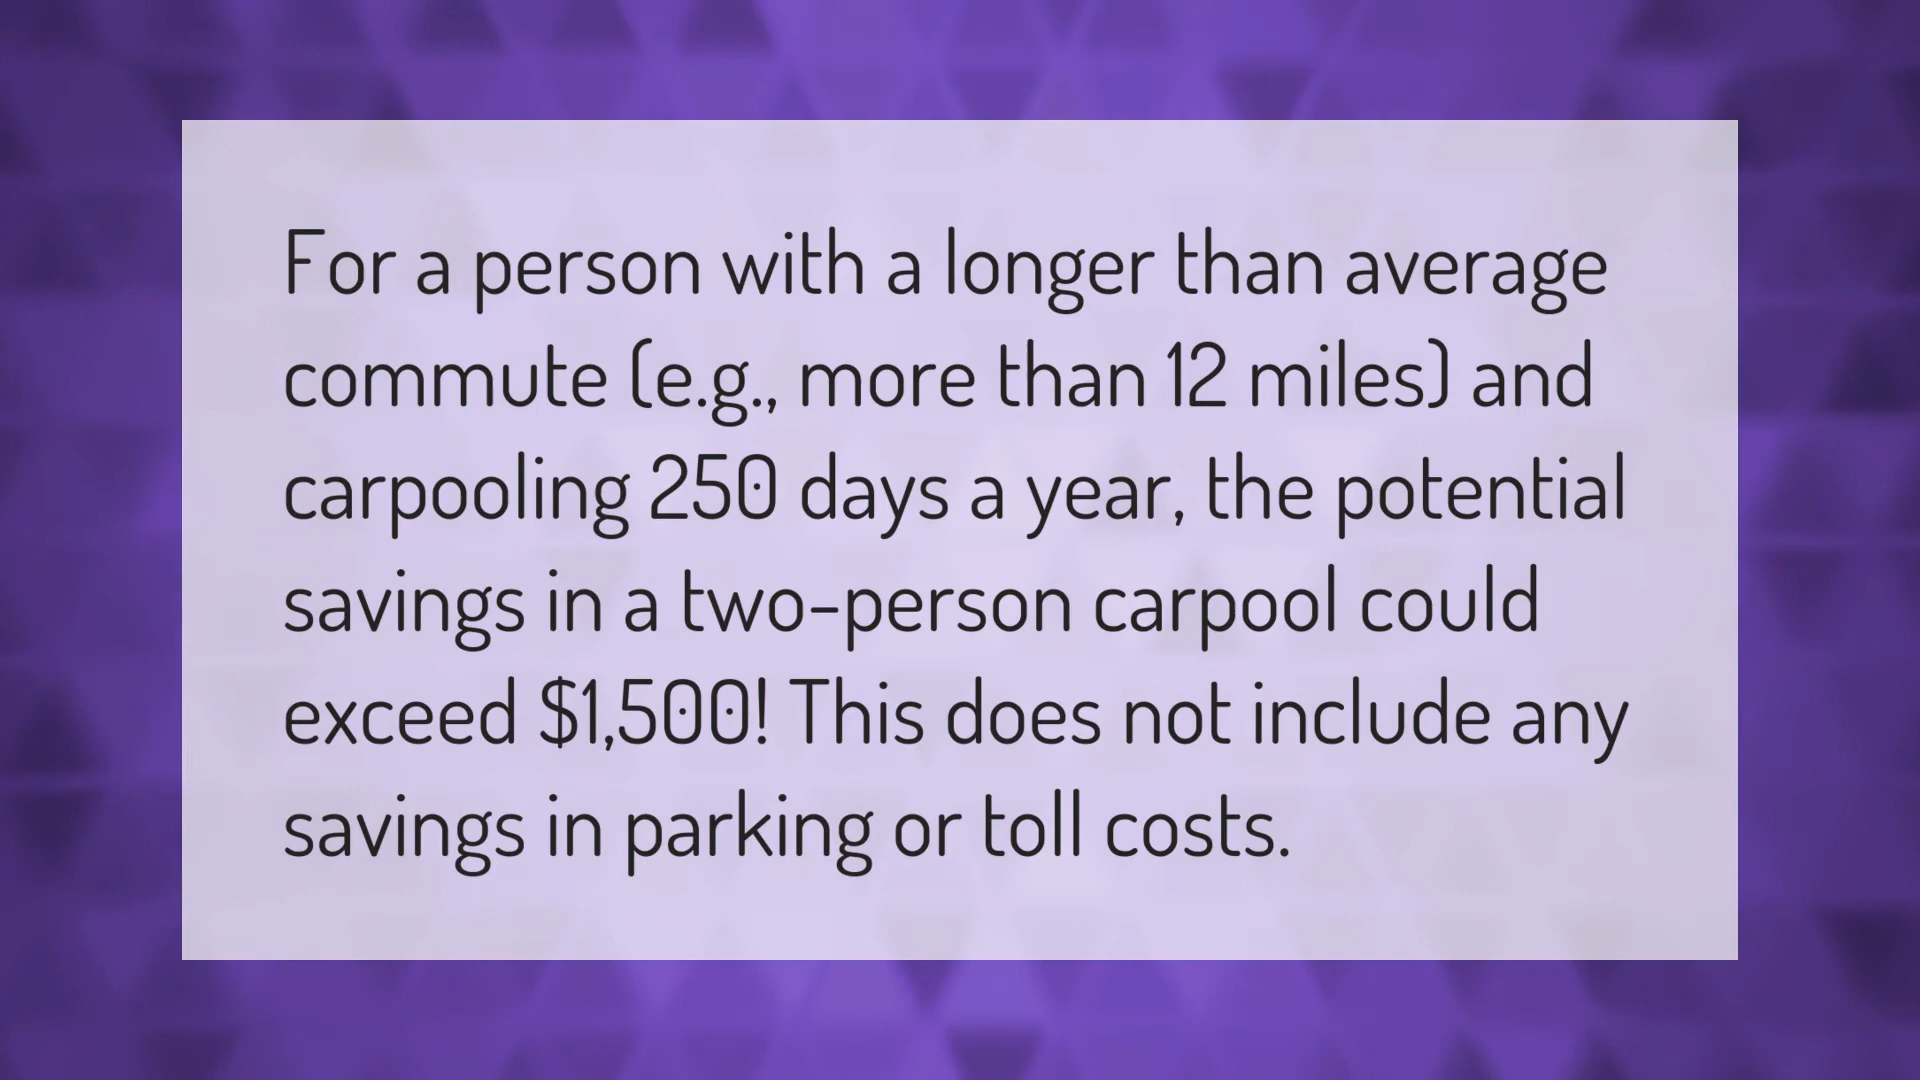 For a person with a longer than average
commute (e.g., more than 12 miles) and
carpooling 250 days a year, the potential
savings in a two-person carpool could
exceed $1,500! This does not include any
savings in parking or toll costs.